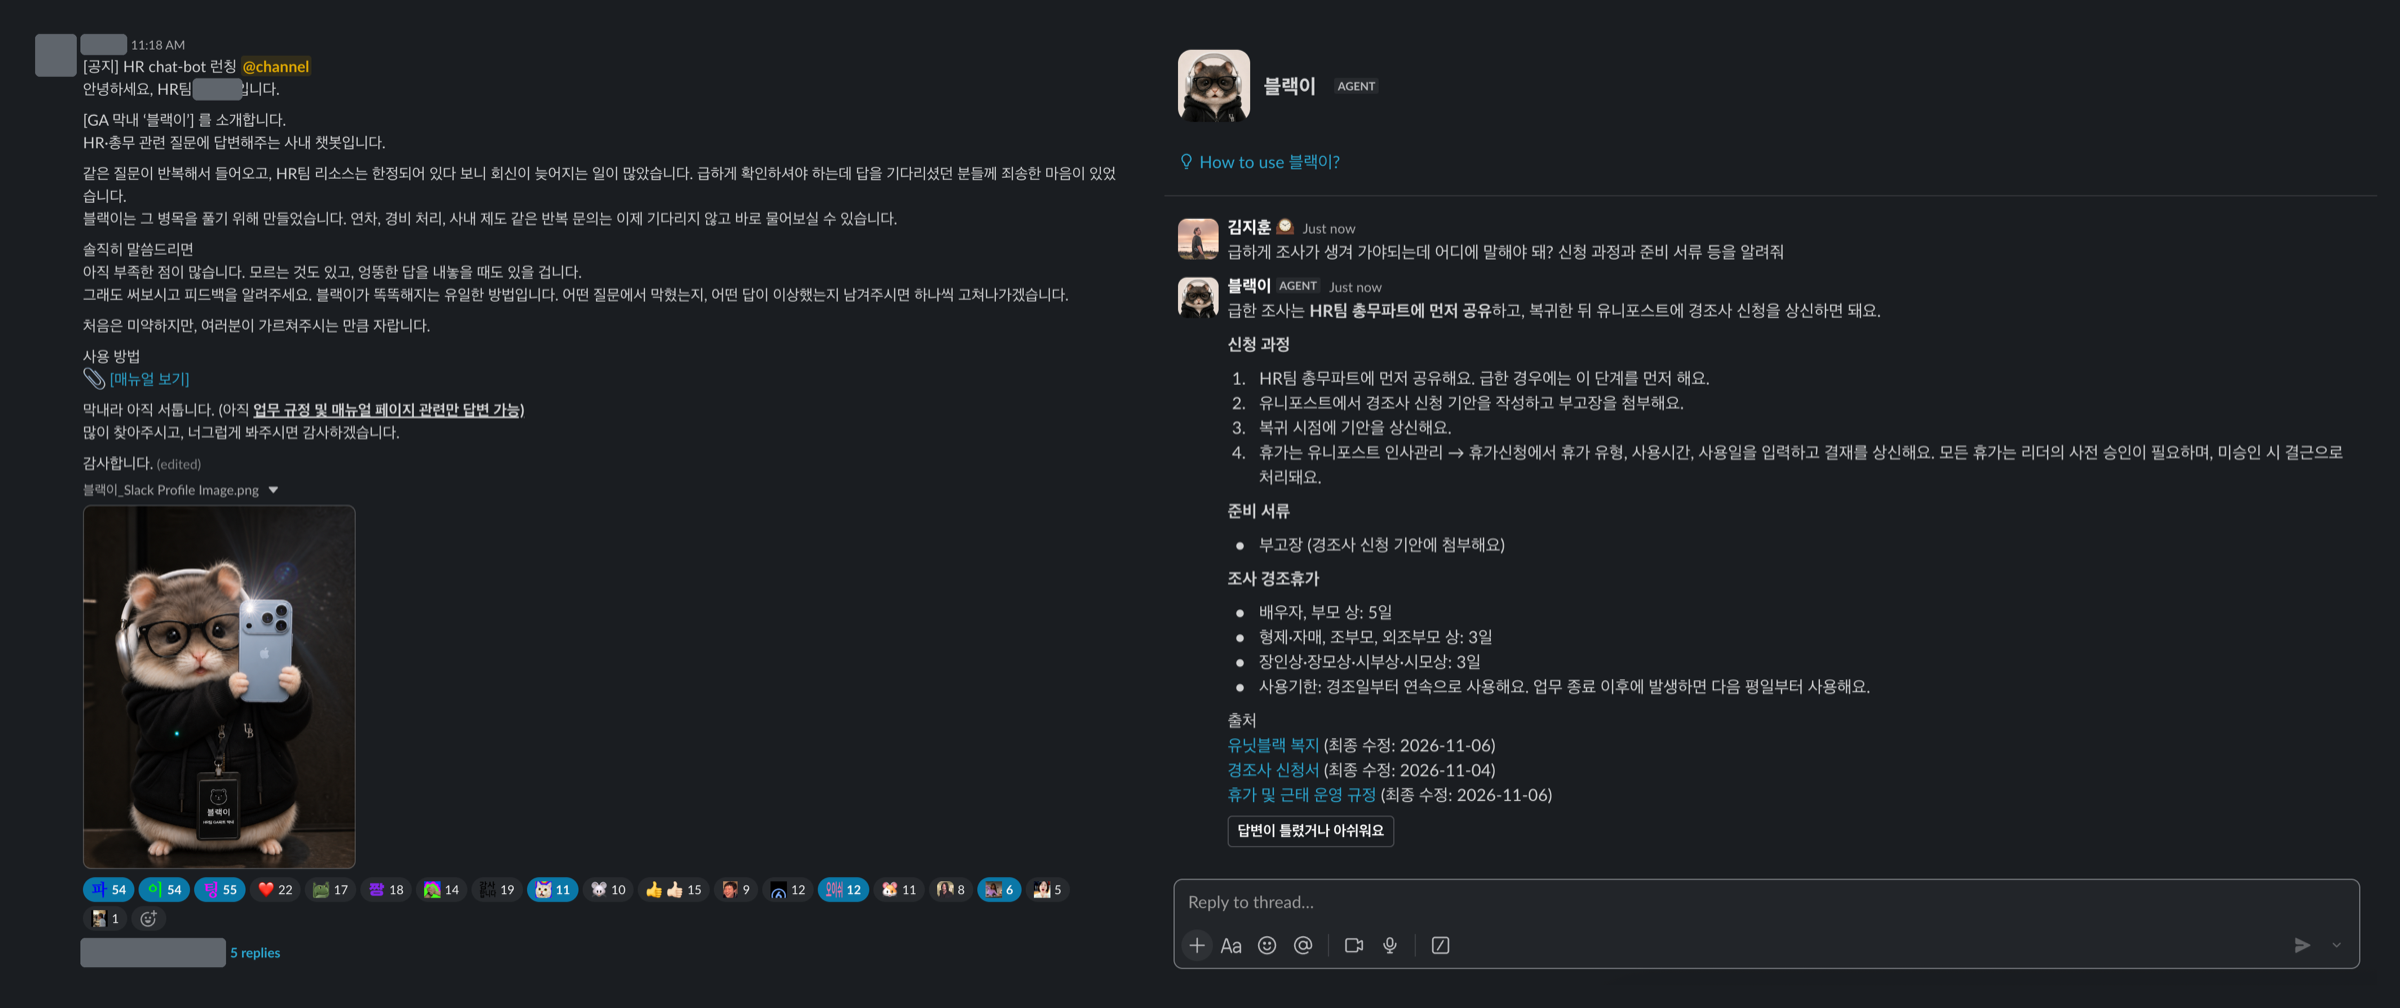 11:18 AM
[공지] HR chat-bot 런칭 @channel
안녕하세요, HR팀 입니다.
[GA 막내 ‘블랙이’] 를 소개합니다.
HR·총무 관련 질문에 답변해주는 사내 챗봇입니다.
같은 질문이 반복해서 들어오고, HR팀 리소스는 한정되어 있다 보니 회신이 늦어지는 일이 많았습니다. 급하게 확인하셔야 하는데 답을 기다리셨던 분들께 죄송한 마음이 있었
습니다.
블랙이는 그 병목을 풀기 위해 만들었습니다. 연차, 경비 처리, 사내 제도 같은 반복 문의는 이제 기다리지 않고 바로 물어보실 수 있습니다.
솔직히 말씀드리면
아직 부족한 점이 많습니다. 모르는 것도 있고, 엉뚱한 답을 내놓을 때도 있을 겁니다.
그래도 써보시고 피드백을 알려주세요. 블랙이가 똑똑해지는 유일한 방법입니다. 어떤 질문에서 막혔는지, 어떤 답이 이상했는지 남겨주시면 하나씩 고쳐나가겠습니다.
처음은 미약하지만, 여러분이 가르쳐주시는 만큼 자랍니다.
사용 방법
[매뉴얼 보기]
막내라 아직 서툽니다. (아직 업무 규정 및 매뉴얼 페이지 관련만 답변 가능)
많이 찾아주시고, 너그럽게 봐주시면 감사하겠습니다.
감사합니다. (edited)
블랙이_Slack Profile Image.png
블랙이
파 54 이 54 팅 55 22 17 짱 18 14 19 11 10 15 9 12 오이쉬 12 11 8 6 5
1
5 replies
블랙이 AGENT
How to use 블랙이?
김지훈 Just now
급하게 조사가 생겨 가야되는데 어디에 말해야 돼? 신청 과정과 준비 서류 등을 알려줘
블랙이 AGENT Just now
급한 조사는 HR팀 총무파트에 먼저 공유하고, 복귀한 뒤 유니포스트에 경조사 신청을 상신하면 돼요.
신청 과정
1. HR팀 총무파트에 먼저 공유해요. 급한 경우에는 이 단계를 먼저 해요.
2. 유니포스트에서 경조사 신청 기안을 작성하고 부고장을 첨부해요.
3. 복귀 시점에 기안을 상신해요.
4. 휴가는 유니포스트 인사관리 → 휴가신청에서 휴가 유형, 사용시간, 사용일을 입력하고 결재를 상신해요. 모든 휴가는 리더의 사전 승인이 필요하며, 미승인 시 결근으로
처리돼요.
준비 서류
● 부고장 (경조사 신청 기안에 첨부해요)
조사 경조휴가
● 배우자, 부모 상: 5일
● 형제·자매, 조부모, 외조부모 상: 3일
● 장인상·장모상·시부상·시모상: 3일
● 사용기한: 경조일부터 연속으로 사용해요. 업무 종료 이후에 발생하면 다음 평일부터 사용해요.
출처
유닛블랙 복지 (최종 수정: 2026-11-06)
경조사 신청서 (최종 수정: 2026-11-04)
휴가 및 근태 운영 규정 (최종 수정: 2026-11-06)
답변이 틀렸거나 아쉬워요
Reply to thread...
Aa